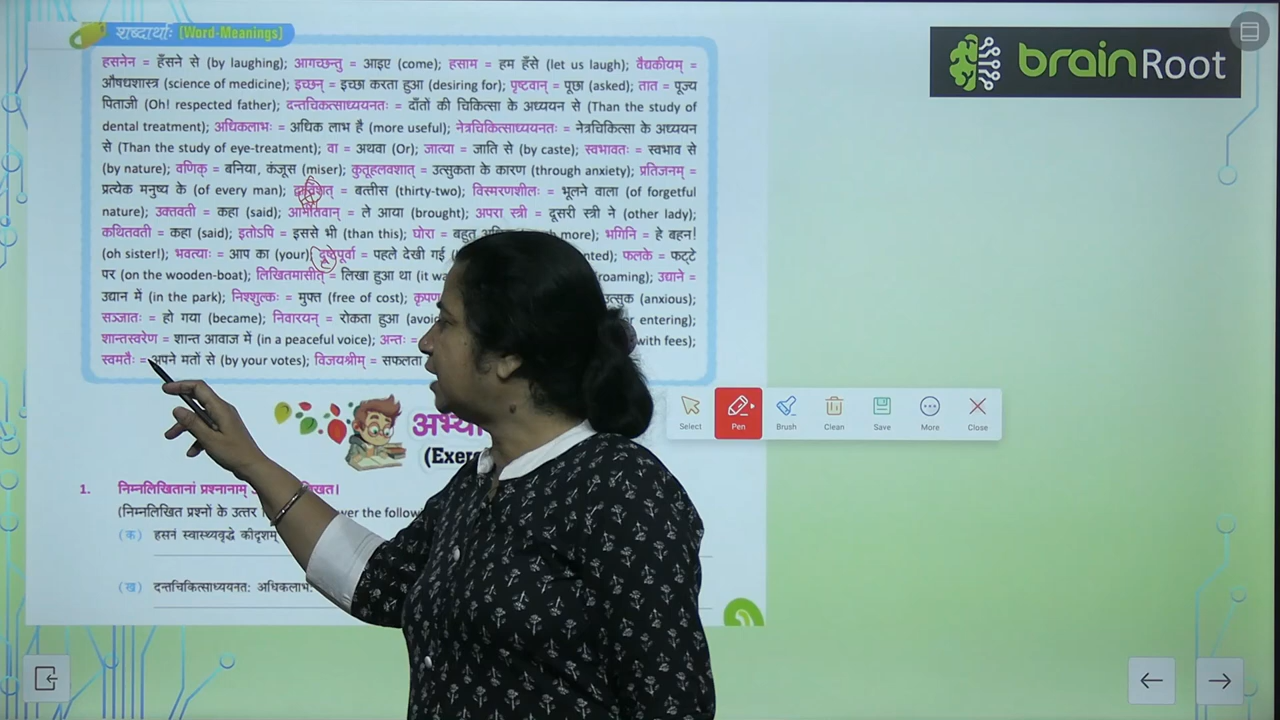 शब्दार्थाः (Word-Meanings)
brainRoot
हसनेन = हँसने से (by laughing); आगच्छन्तु = आइए (come); हसाम = हम हँसे (let us laugh); वैद्यकीयम् =
औषधशास्त्र (science of medicine); इच्छन् = इच्छा करता हुआ (desiring for); पृष्टवान् = पूछा (asked); तात = पूज्य
पिताजी (Oh! respected father); दन्तचिकित्साध्ययनतः = दाँतों की चिकित्सा के अध्ययन से (Than the study of
dental treatment); अधिकलाभः = अधिक लाभ है (more useful); नेत्रचिकित्साध्ययनतः = नेत्रचिकित्सा के अध्ययन
से (Than the study of eye-treatment); वा = अथवा (Or); जात्या = जाति से (by caste); स्वभावतः = स्वभाव से
(by nature); वणिक् = बनिया, कंजूस (miser); कुतूहलवशात् = उत्सुकता के कारण (through anxiety); प्रतिजनम् =
प्रत्येक मनुष्य के (of every man); = बत्तीस (thirty-two); विस्मरणशीलः = भूलने वाला (of forgetful
nature); उक्तवती = कहा (said); = ले आया (brought); अपरा स्त्री = दूसरी स्त्री ने (other lady);
कथितवती = कहा (said); इतोऽपि = इससे भी (than this); घोरा = बहुत more); भगिनि = हे बहन!
(oh sister!); भवत्याः = आप का (your); दृष्टपूर्वा = पहले देखी गई nted); फलके = फट्टे
पर (on the wooden-boat); लिखितमासीत् = लिखा हुआ था (it wa roaming); उद्याने =
उद्यान में (in the park); निश्शुल्कः = मुफ्त (free of cost); कृपण उत्सुक (anxious);
सञ्जातः = हो गया (became); निवारयन् = रोकता हुआ (avoi or entering);
शान्तस्वरेण = शान्त आवाज में (in a peaceful voice); अन्तः = with fees);
स्वमतैः = अपने मतों से (by your votes); विजयश्रीम् = सफलता
Select Pen Brush Clean Save More Close
अभ्या
(Exer
1. निम्नलिखितानां प्रश्नानाम्
(निम्नलिखित प्रश्नों के उत्तर wer the follow
(क) हसनं स्वास्थ्यवृद्धे कीदृशम्
(ख) दन्तचिकित्साध्ययनतः अधिकलाभः